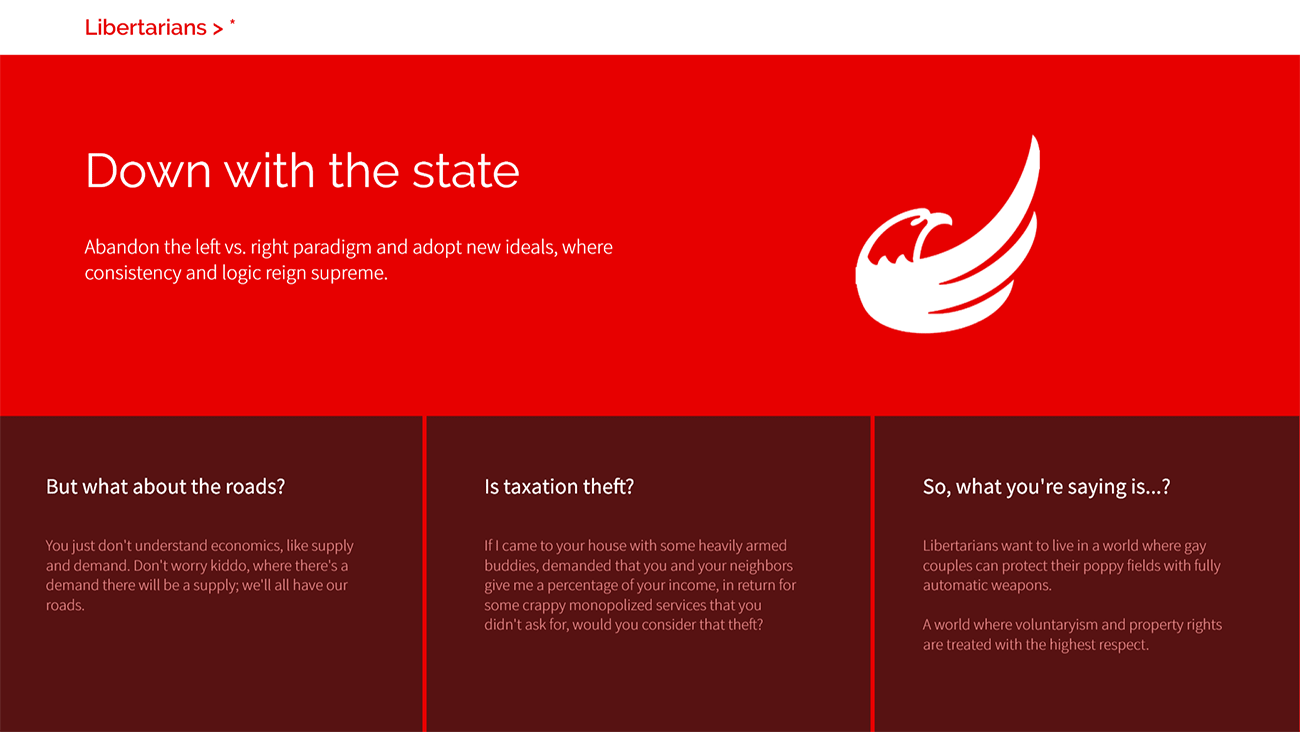 Libertarians > *
Down with the state
Abandon the left vs. right paradigm and adopt new ideals, where
consistency and logic reign supreme.
But what about the roads?
You just don't understand economics, like supply
and demand. Don't worry kiddo, where there's a
demand there will be a supply; we'll all have our
roads.
Is taxation theft?
If I came to your house with some heavily armed
buddies, demanded that you and your neighbors
give me a percentage of your income, in return for
some crappy monopolized services that you
didn't ask for, would you consider that theft?
So, what you're saying is...?
Libertarians want to live in a world where gay
couples can protect their poppy fields with fully
automatic weapons.
A world where voluntaryism and property rights
are treated with the highest respect.